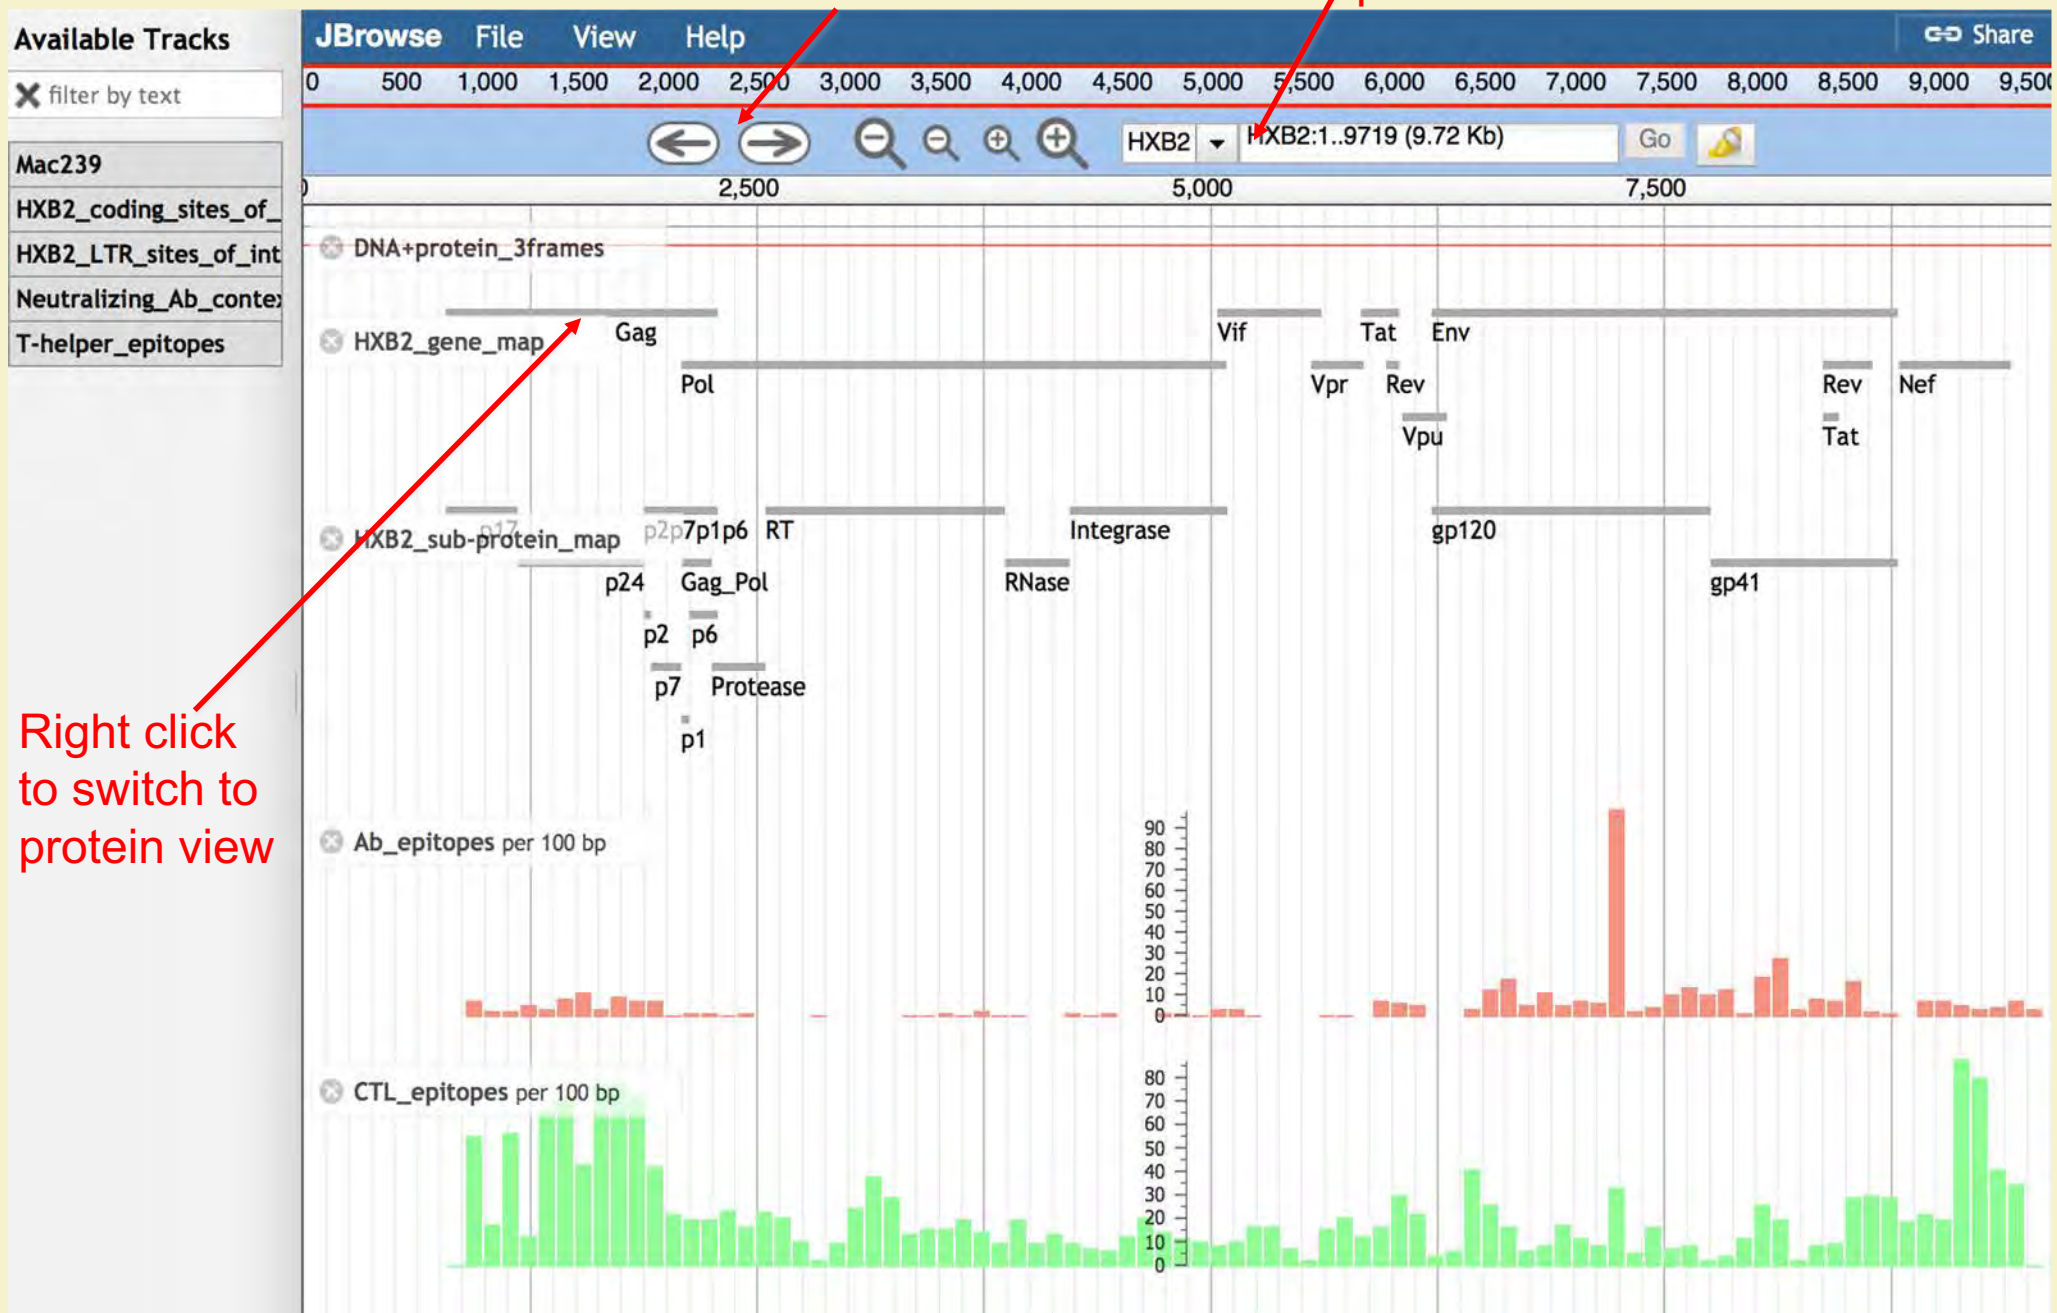 Available Tracks
filter by text
Mac239
HXB2_coding_sites_of_
HXB2_LTR_sites_of_int
Neutralizing_Ab_contex
T-helper_epitopes
Right click
to switch to
protein view
JBrowse File View Help Share
0 500 1,000 1,500 2,000 2,500 3,000 3,500 4,000 4,500 5,000 5,500 6,000 6,500 7,000 7,500 8,000 8,500 9,000 9,500
HXB2 HXB2:1..9719 (9.72 Kb) Go
2,500 5,000 7,500
DNA+protein_3frames
HXB2_gene_map Gag Vif Tat Env
Pol Vpr Rev Rev Nef
Vpu Tat
p17 p2p7p1p6 RT Integrase gp120
HXB2_sub-protein_map
p24 Gag_Pol RNase gp41
p2 p6
p7 Protease
p1
Ab_epitopes per 100 bp
90
80
70
60
50
40
30
20
10
0
CTL_epitopes per 100 bp
80
70
60
50
40
30
20
10
0